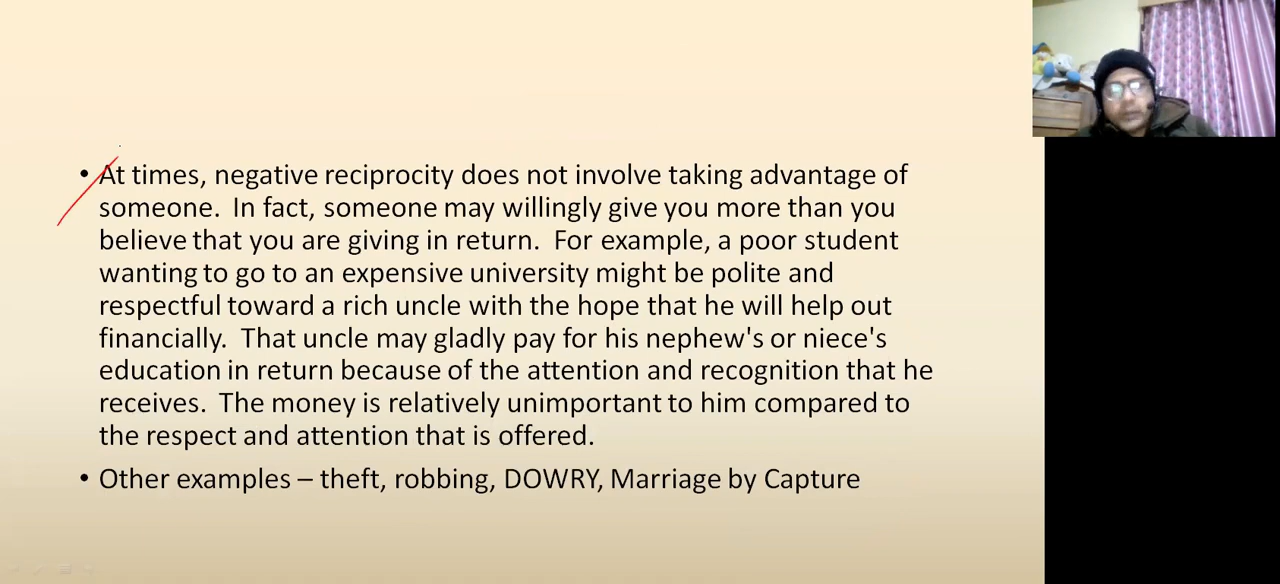 • At times, negative reciprocity does not involve taking advantage of
someone.  In fact, someone may willingly give you more than you
believe that you are giving in return.  For example, a poor student
wanting to go to an expensive university might be polite and
respectful toward a rich uncle with the hope that he will help out
financially.  That uncle may gladly pay for his nephew's or niece's
education in return because of the attention and recognition that he
receives.  The money is relatively unimportant to him compared to
the respect and attention that is offered.
• Other examples – theft, robbing, DOWRY, Marriage by Capture